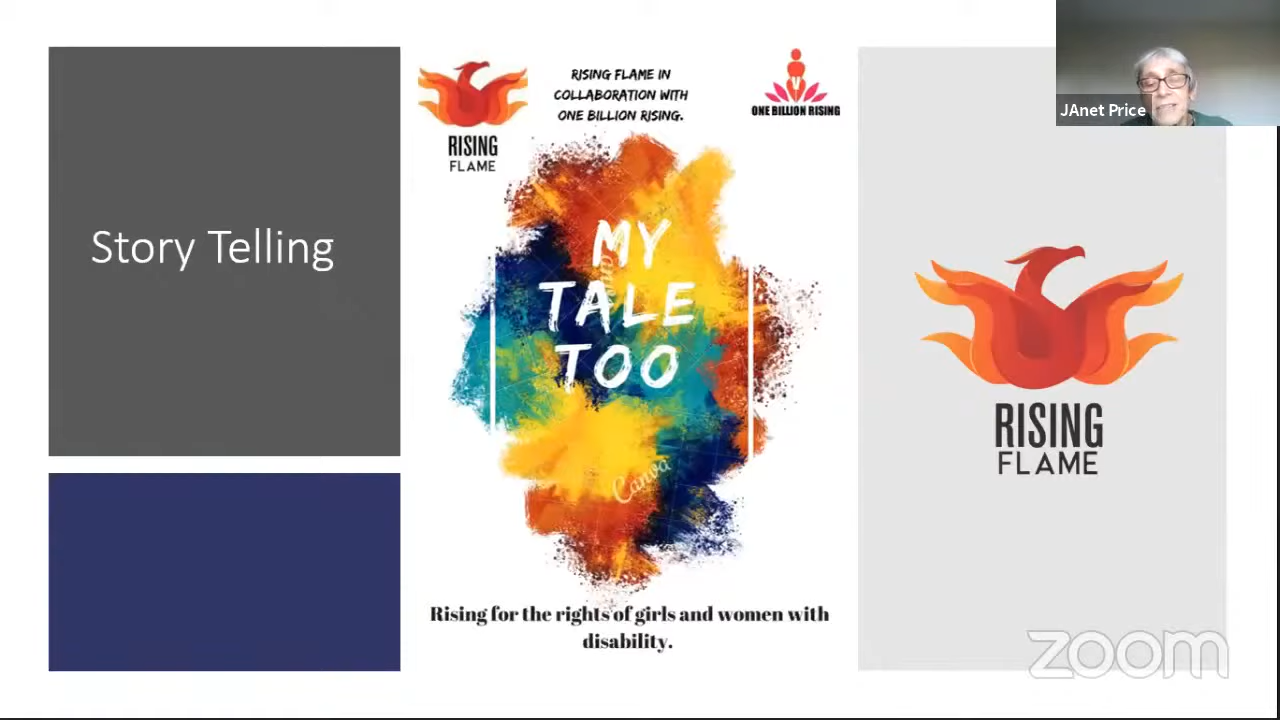 Story Telling
RISING
FLAME
RISING FLAME IN
COLLABORATION WITH
ONE BILLION RISING.
V
ONE BILLION RISING
MY
TALE
TOO
Canva
Rising for the rights of girls and women with
disability.
JAnet Price
RISING
FLAME
zoom